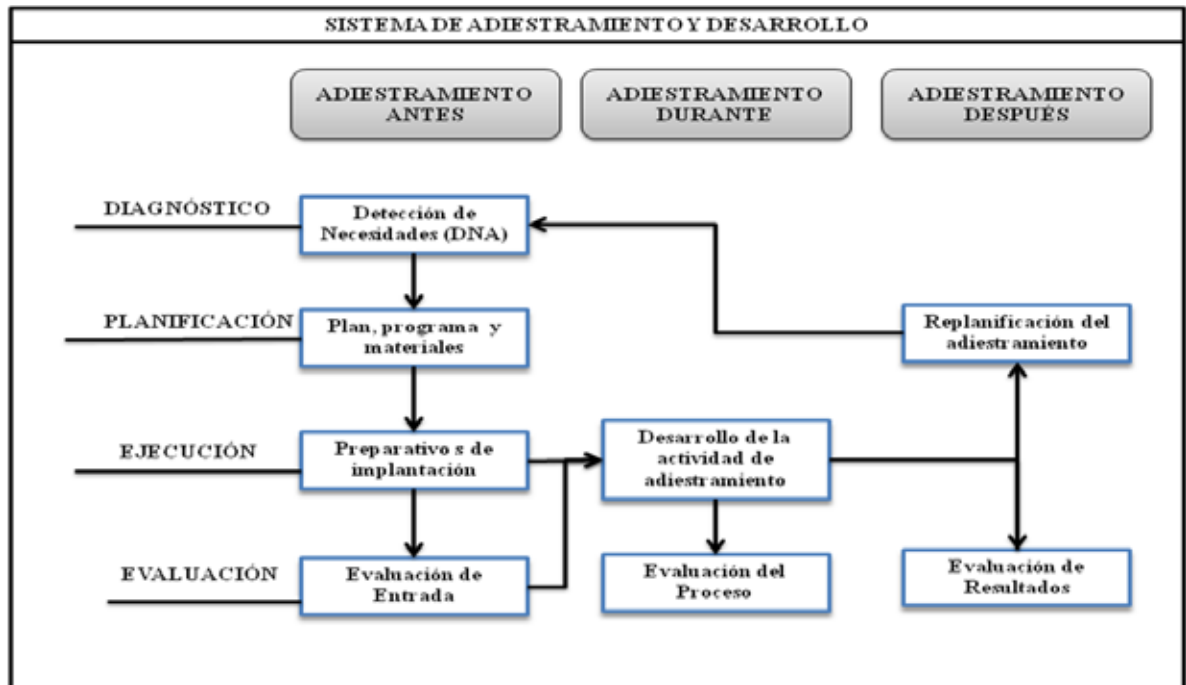 SISTEMA DE ADIESTRAMIENTO Y DESARROLLO
ADIESTRAMIENTO
ANTES
ADIESTRAMIENTO
DURANTE
ADIESTRAMIENTO
DESPUÉS
DIAGNÓSTICO
Detección de
Necesidades (DNA)
PLANIFICACIÓN
Plan, programa y
materiales
Replanificación del
adiestramiento
EJECUCIÓN
Preparativo s de
implantación
Desarrollo de la
actividad de
adiestramiento
EVALUACIÓN
Evaluación de
Entrada
Evaluación del
Proceso
Evaluación de
Resultados